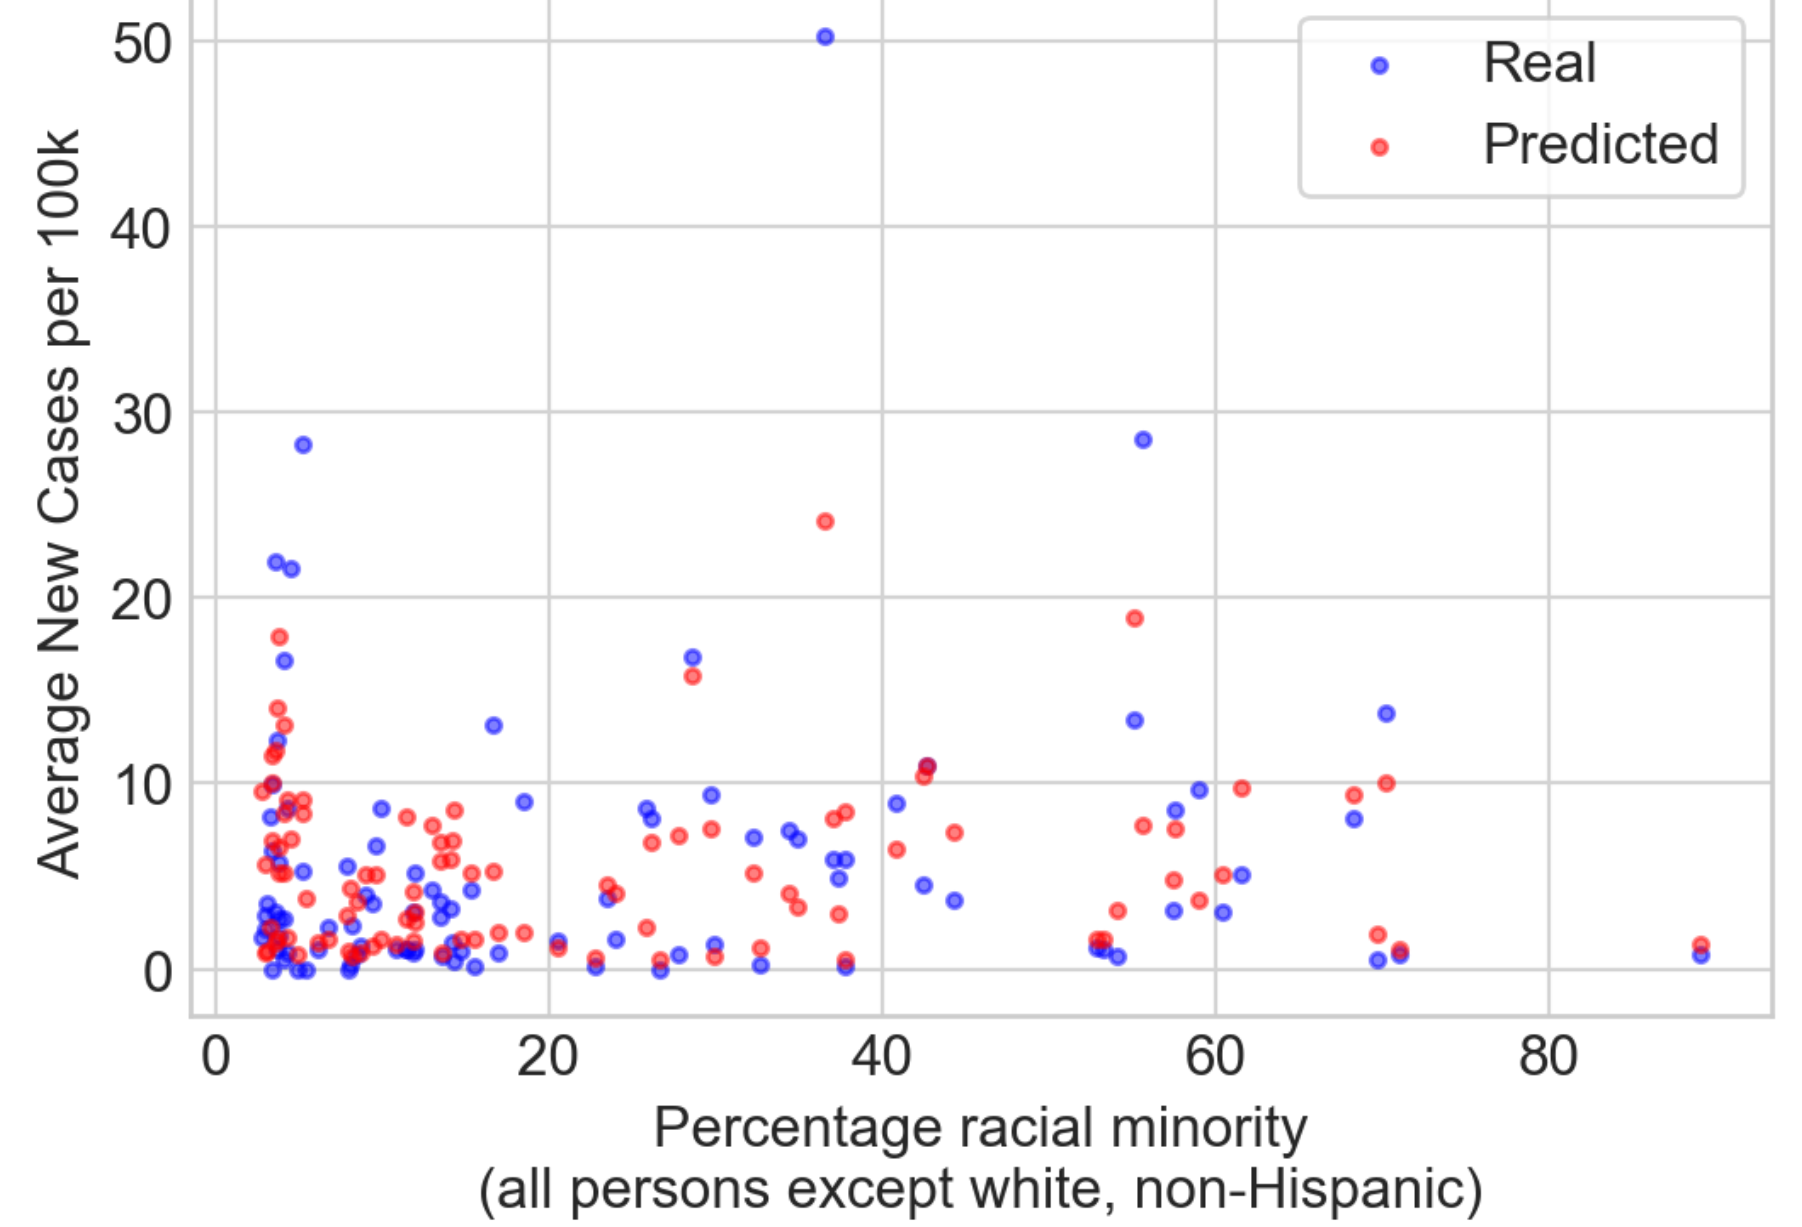 50
40
30
20
10
0
Average New Cases per 100k
Real
Predicted
0 20 40 60 80
Percentage racial minority
(all persons except white, non-Hispanic)